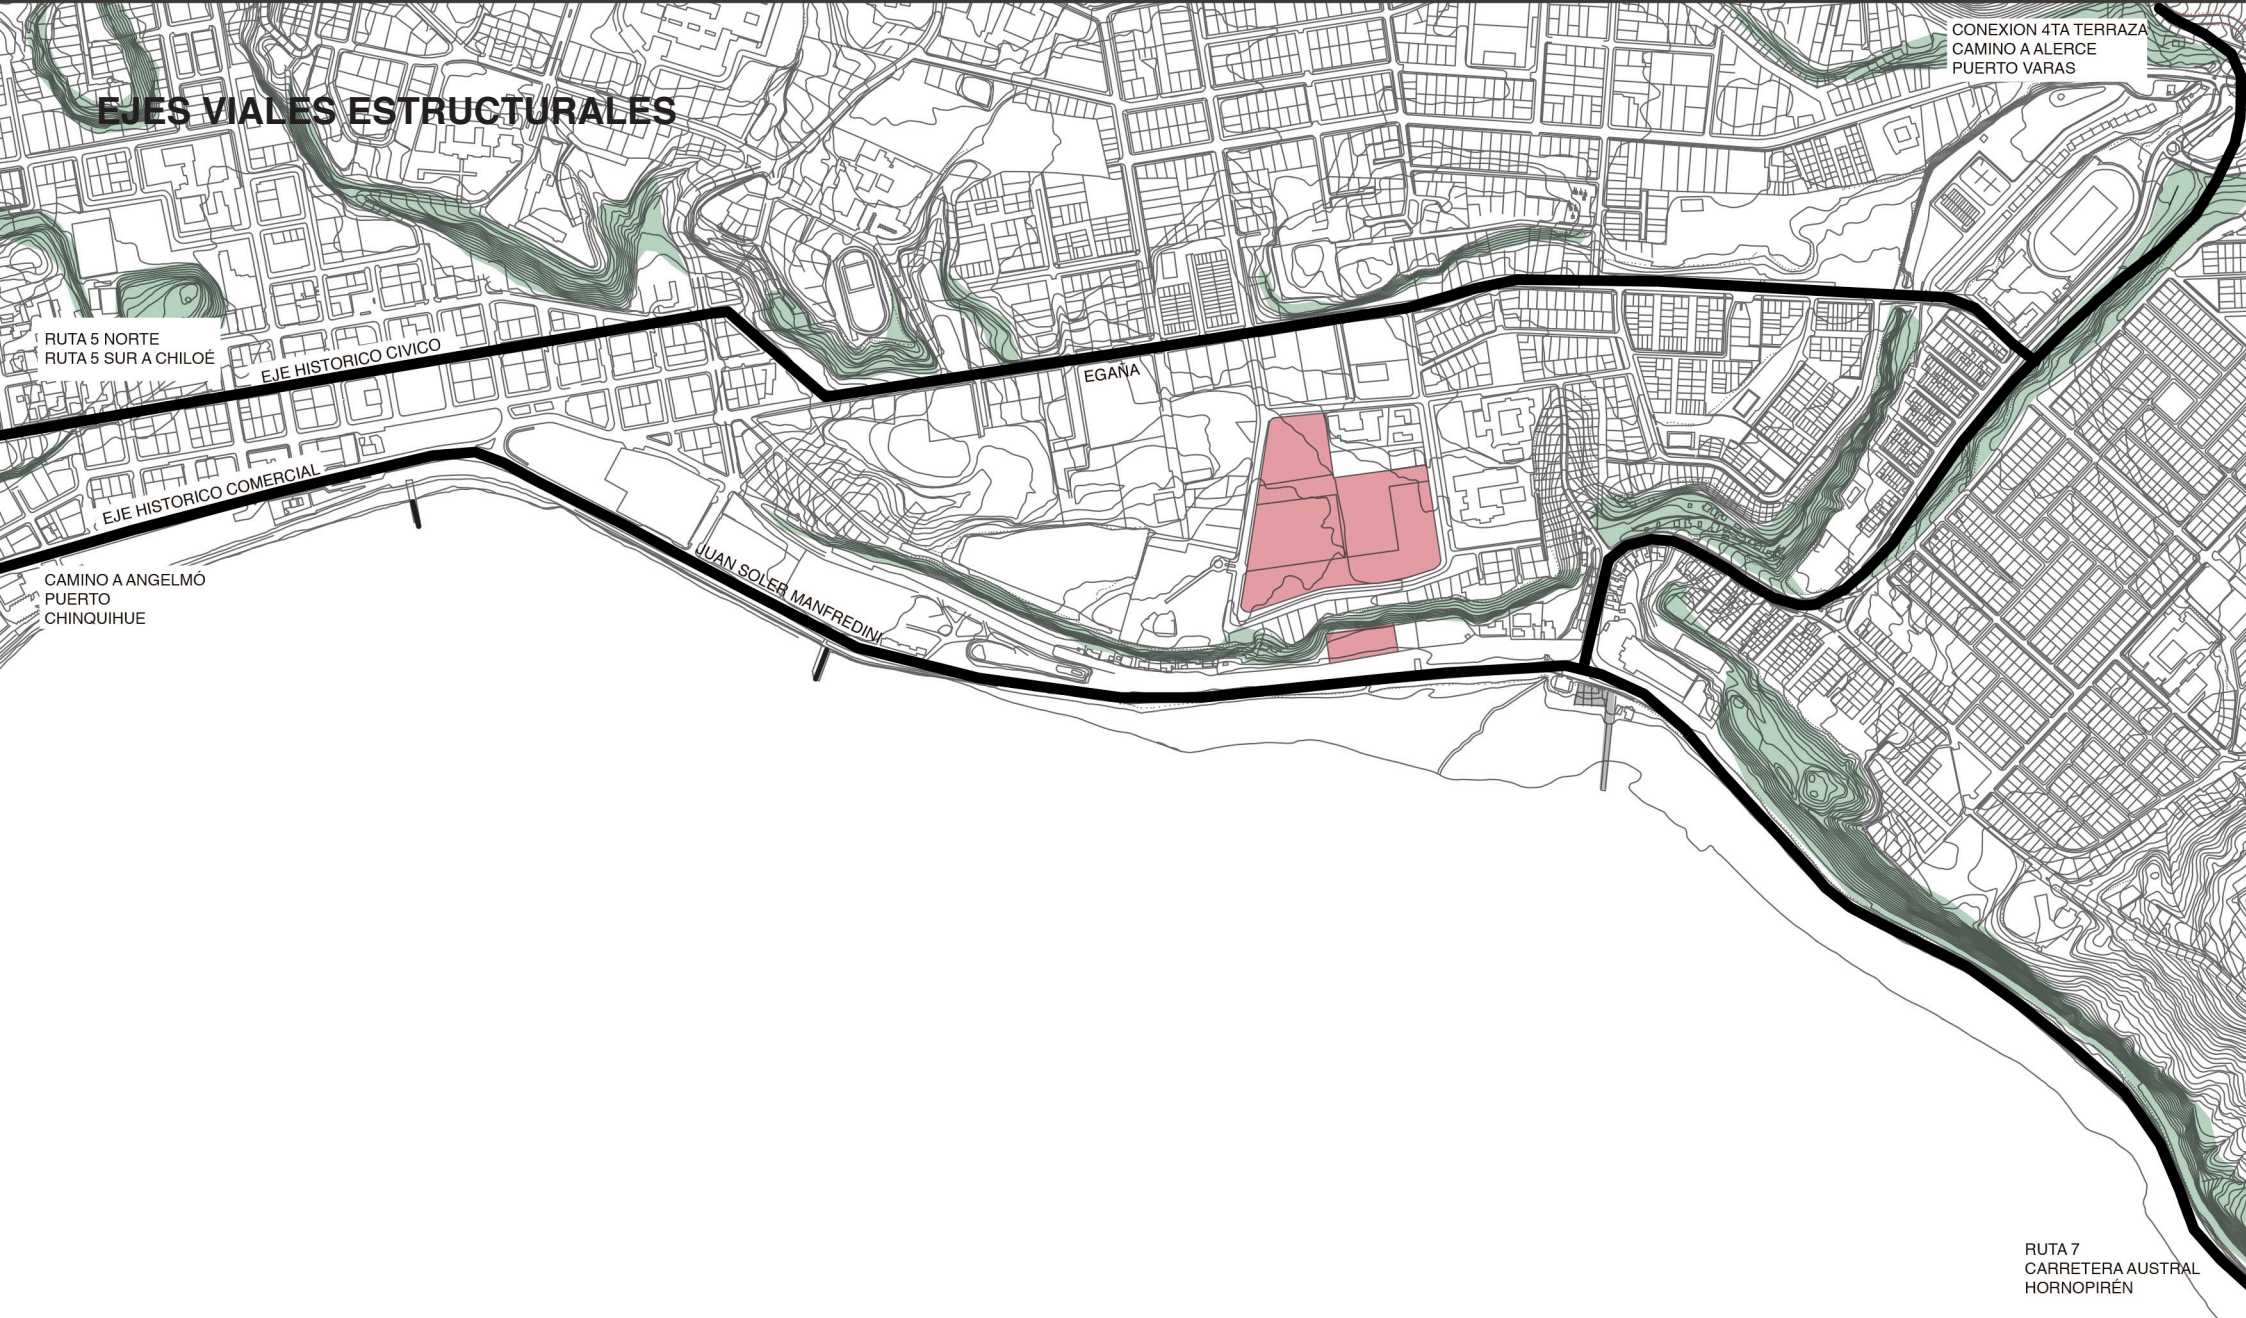 EJES VIALES ESTRUCTURALES
CONEXION 4TA TERRAZA
CAMINO A ALERCE
PUERTO VARAS
RUTA 5 NORTE
RUTA 5 SUR A CHILOÉ
EJE HISTORICO CIVICO
EGAÑA
EJE HISTORICO COMERCIAL
JUAN SOLER MANFREDINI
CAMINO A ANGELMÓ
PUERTO
CHINQUIHUE
RUTA 7
CARRETERA AUSTRAL
HORNOPIRÉN